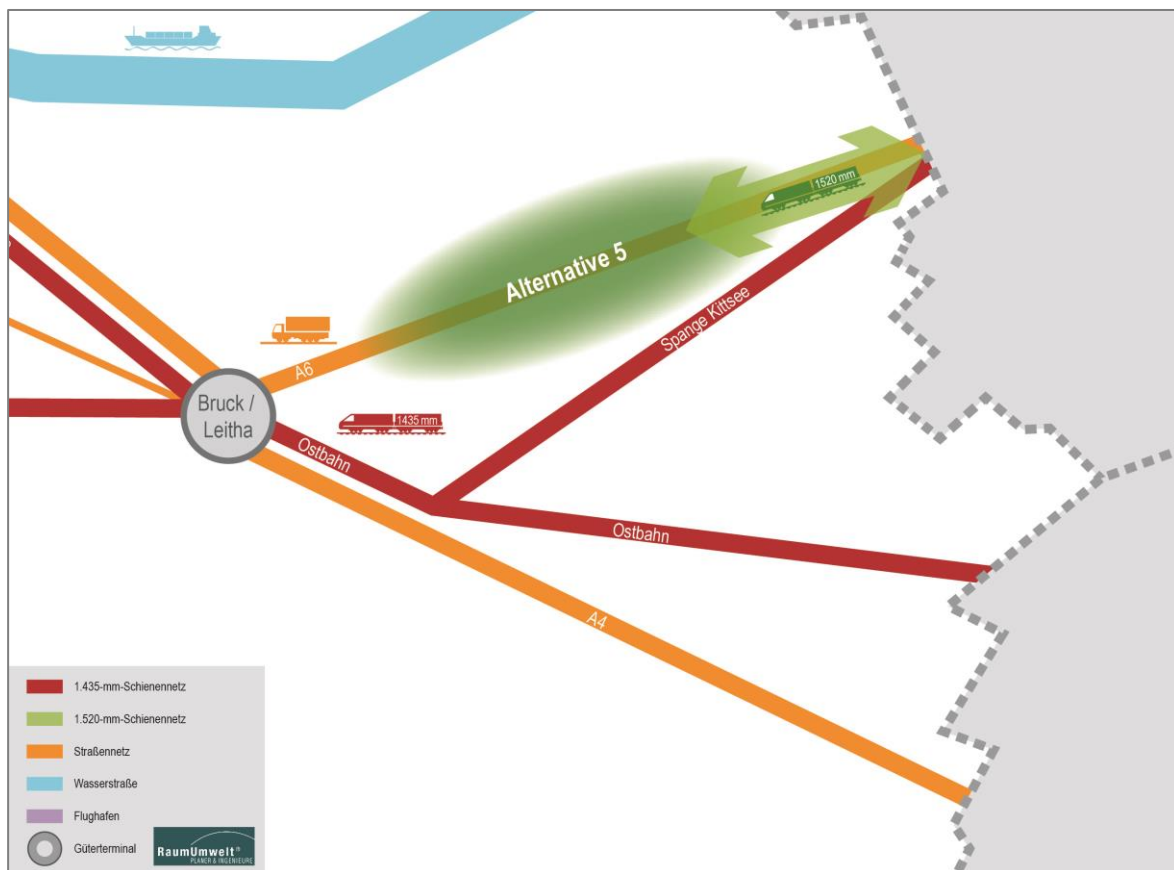 1520 mm
Alternative 5
Spange Kittsee
A6
Bruck /
Leitha
1435 mm
Ostbahn
Ostbahn
A4
1.435-mm-Schienennetz
1.520-mm-Schienennetz
Straßennetz
Wasserstraße
Flughafen
Güterterminal
RaumUmwelt®
PLANER & INGENIEURE